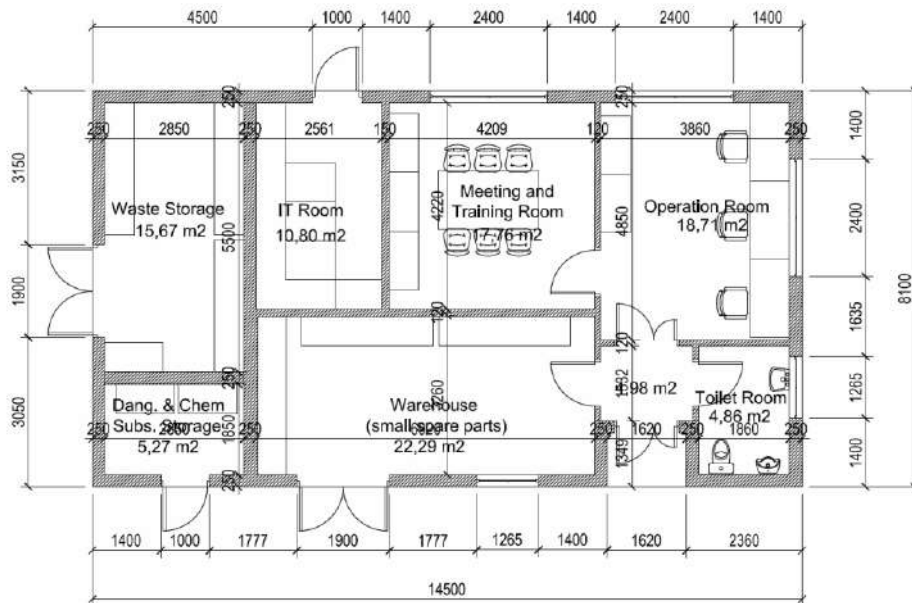 4500 1000 1400 2400 1400 2400 1400
250 250
250 2850 250 2561 150 4209 120 3860 250
3150 1400
Waste Storage
15,67 m2
IT Room
10,80 m2
Meeting and
Training Room
17,76 m2
Operation Room
18,71 m2
5500 4220 4850
2400
1900 8100
1635
120 120
250
1265
3050
Dang. & Chem
Subs. Storage
5,27 m2
1850
Warehouse
(small spare parts)
22,29 m2
Toilet Room
4,86 m2
250 250 250 1620 250 1860 250
1349
250
1400
1400 1000 1777 1900 1777 1265 1400 1620 2360
14500